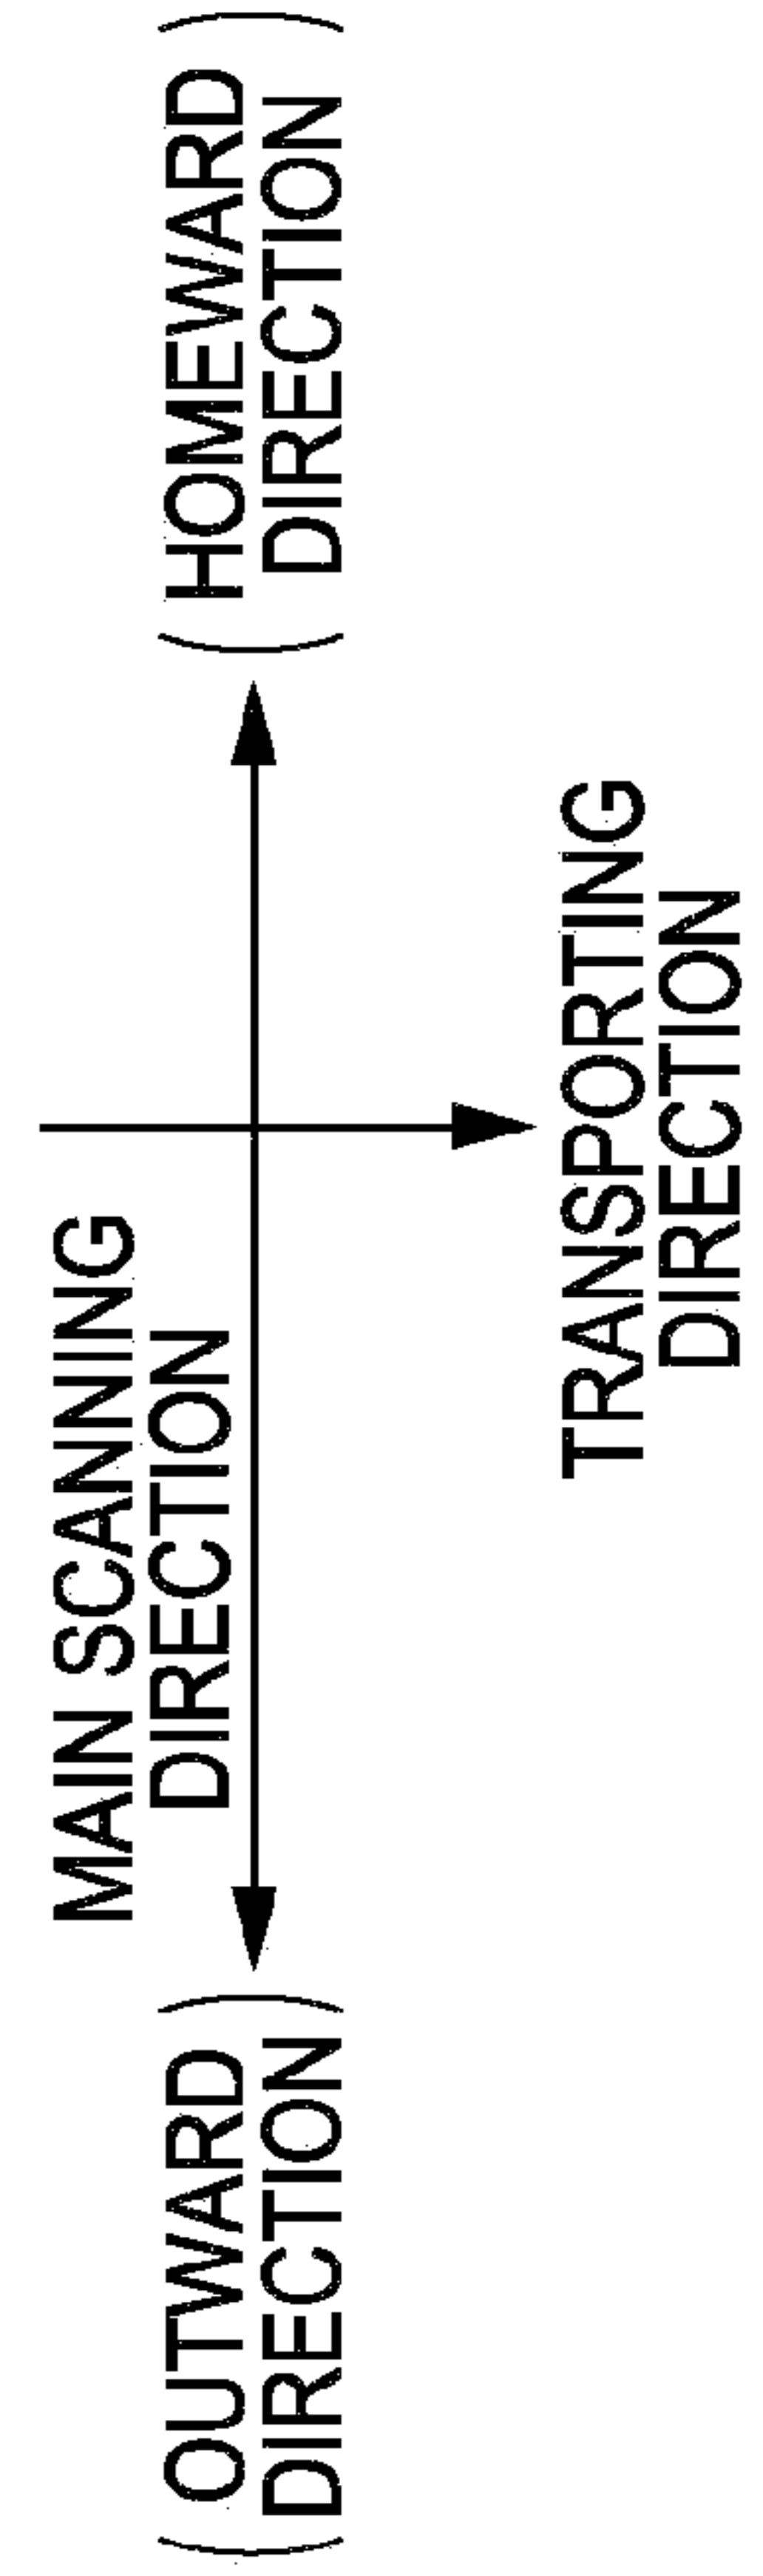 MAIN SCANNING
DIRECTION
(OUTWARD
DIRECTION)
(HOMEWARD
DIRECTION)
TRANSPORTING
DIRECTION